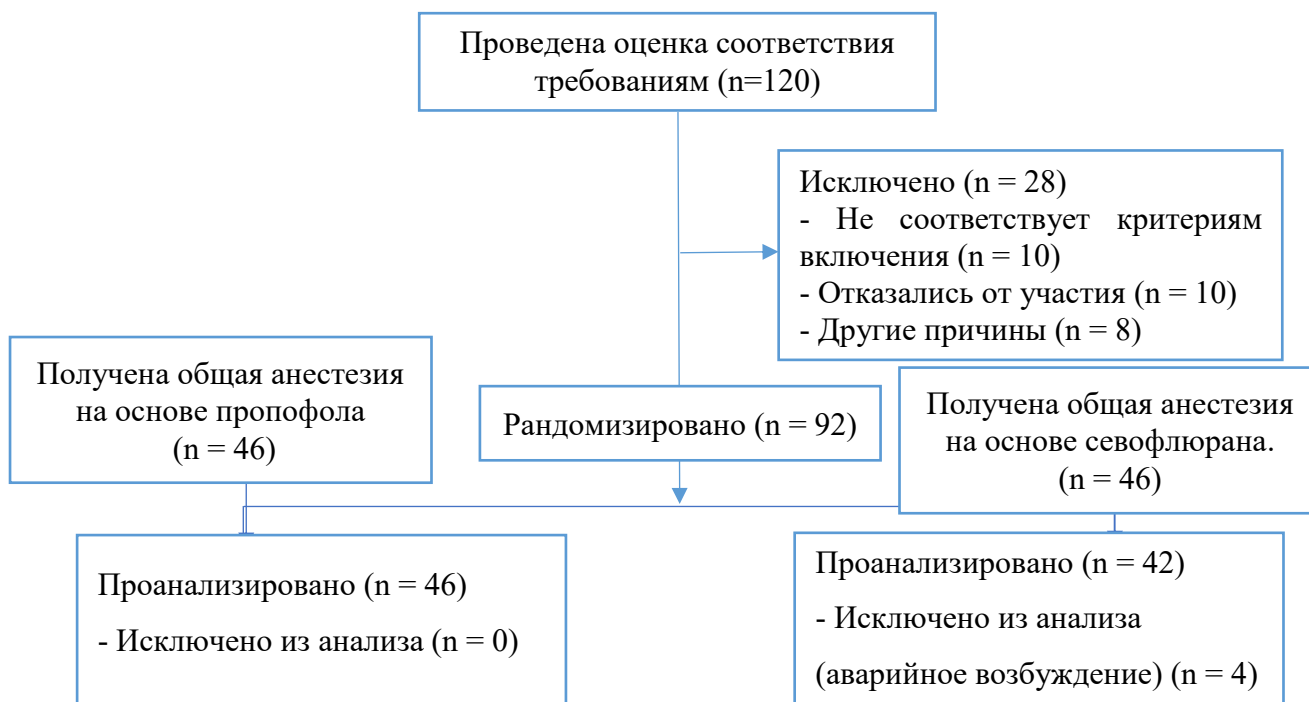 Проведена оценка соответствия
требованиям (n=120)
Исключено (n = 28)
- Не соответствует критериям
включения (n = 10)
- Отказались от участия (n = 10)
- Другие причины (n = 8)
Получена общая анестезия
на основе пропофола
(n = 46)
Рандомизировано (n = 92)
Получена общая анестезия
на основе севофлюрана.
(n = 46)
Проанализировано (n = 46)
- Исключено из анализа (n = 0)
Проанализировано (n = 42)
- Исключено из анализа
(аварийное возбуждение) (n = 4)